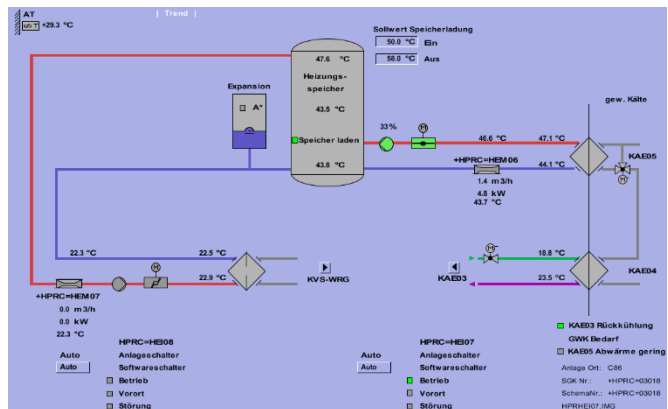 AT
| Trend |
+29.3 °C
Sollwert Speicherladung
50.0 °C Ein
58.0 °C Aus
47.6 °C
Heizungs-
speicher
43.5 °C
Speicher laden
43.8 °C
Expansion
A*
33%
M
46.6 °C
47.1 °C
gew. Kälte
KAE05
M
+HPRC=HEM06
44.1 °C
1.4 m3/h
4.8 kW
43.7 °C
22.3 °C
22.5 °C
M
22.9 °C
+HPRC=HEM07
0.0 m3/h
0.0 kW
22.3 °C
KVS-WRG
KAE03
M
18.8 °C
23.5 °C
KAE04
HPRC=HEI08
Auto
Anlageschalter
Auto
Softwareschalter
Betrieb
Vorort
Störung
HPRC=HEI07
Auto
Anlageschalter
Auto
Softwareschalter
Betrieb
Vorort
Störung
KAE03 Rückkühlung
GWK Bedarf
KAE05 Abwärme gering
Anlage Ort: C86
SGK Nr.: +HPRC=03018
SchemaNr.: +HPRC=03018
HPRHEI07.IMG